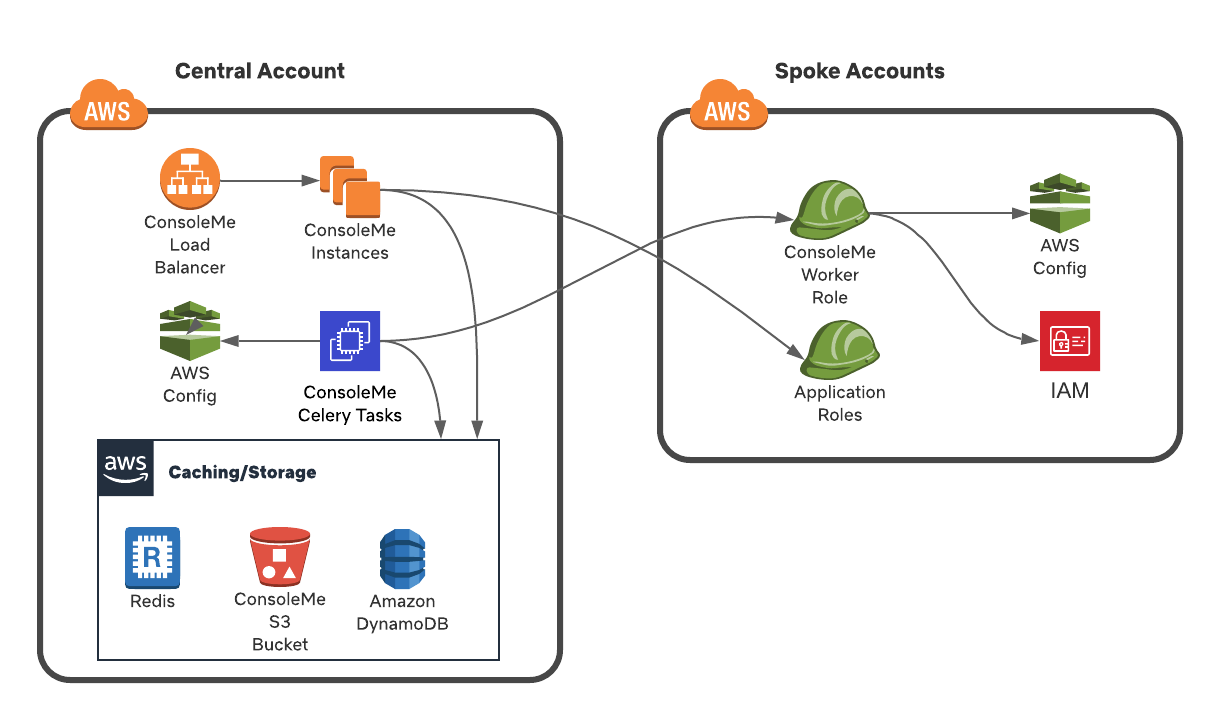 Central Account
AWS
ConsoleMe
Load
Balancer
ConsoleMe
Instances
AWS
Config
ConsoleMe
Celery Tasks
aws
Caching/Storage
R
Redis
ConsoleMe
S3
Bucket
Amazon
DynamoDB
Spoke Accounts
AWS
ConsoleMe
Worker
Role
AWS
Config
Application
Roles
IAM